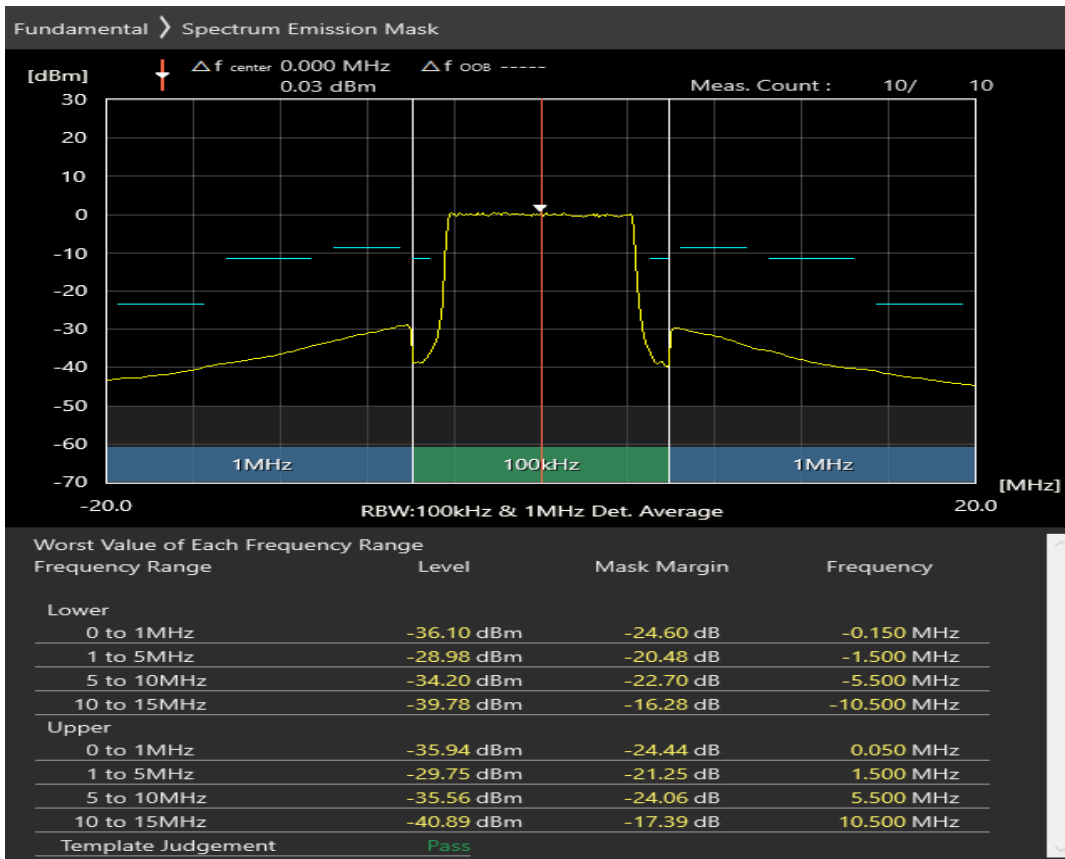 Fundamental ❯ Spectrum Emission Mask
[dBm] Δf center 0.000 MHz Δf OOB -----
0.03 dBm Meas. Count : 10/ 10
30
20
10
0
-10
-20
-30
-40
-50
-60
1MHz 100kHz 1MHz
-70 [MHz]
-20.0 RBW:100kHz & 1MHz Det. Average 20.0
Worst Value of Each Frequency Range
Frequency Range Level Mask Margin Frequency
Lower
0 to 1MHz -36.10 dBm -24.60 dB -0.150 MHz
1 to 5MHz -28.98 dBm -20.48 dB -1.500 MHz
5 to 10MHz -34.20 dBm -22.70 dB -5.500 MHz
10 to 15MHz -39.78 dBm -16.28 dB -10.500 MHz
Upper
0 to 1MHz -35.94 dBm -24.44 dB 0.050 MHz
1 to 5MHz -29.75 dBm -21.25 dB 1.500 MHz
5 to 10MHz -35.56 dBm -24.06 dB 5.500 MHz
10 to 15MHz -40.89 dBm -17.39 dB 10.500 MHz
Template Judgement Pass